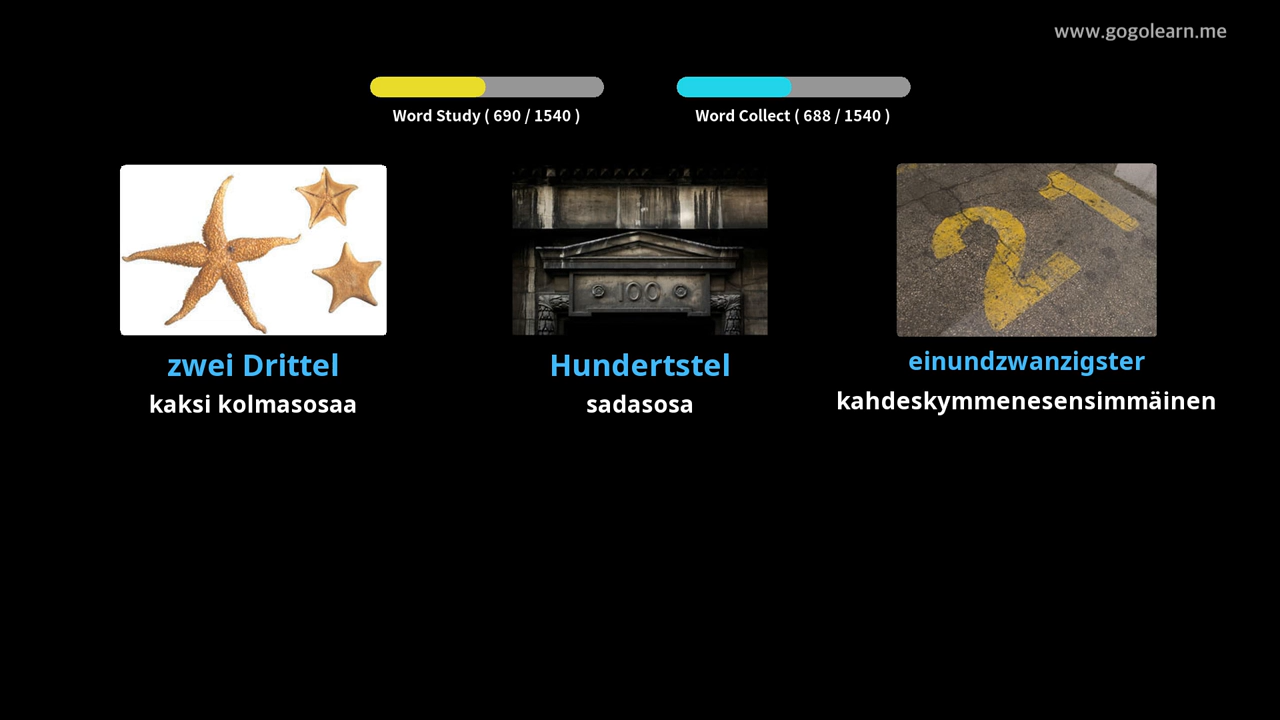 www.gogolearn.me
Word Study ( 690 / 1540 )
Word Collect ( 688 / 1540 )
100
21
zwei Drittel
Hundertstel
einundzwanzigster
kaksi kolmasosaa
sadasosa
kahdeskymmenesensimmäinen